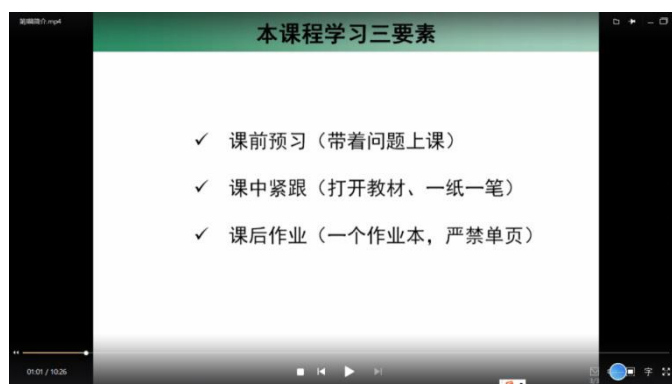 本课程学习三要素
✓ 课前预习（带着问题上课）
✓ 课中紧跟（打开教材、一纸一笔）
✓ 课后作业（一个作业本，严禁单页）
01:01 / 10:26
字